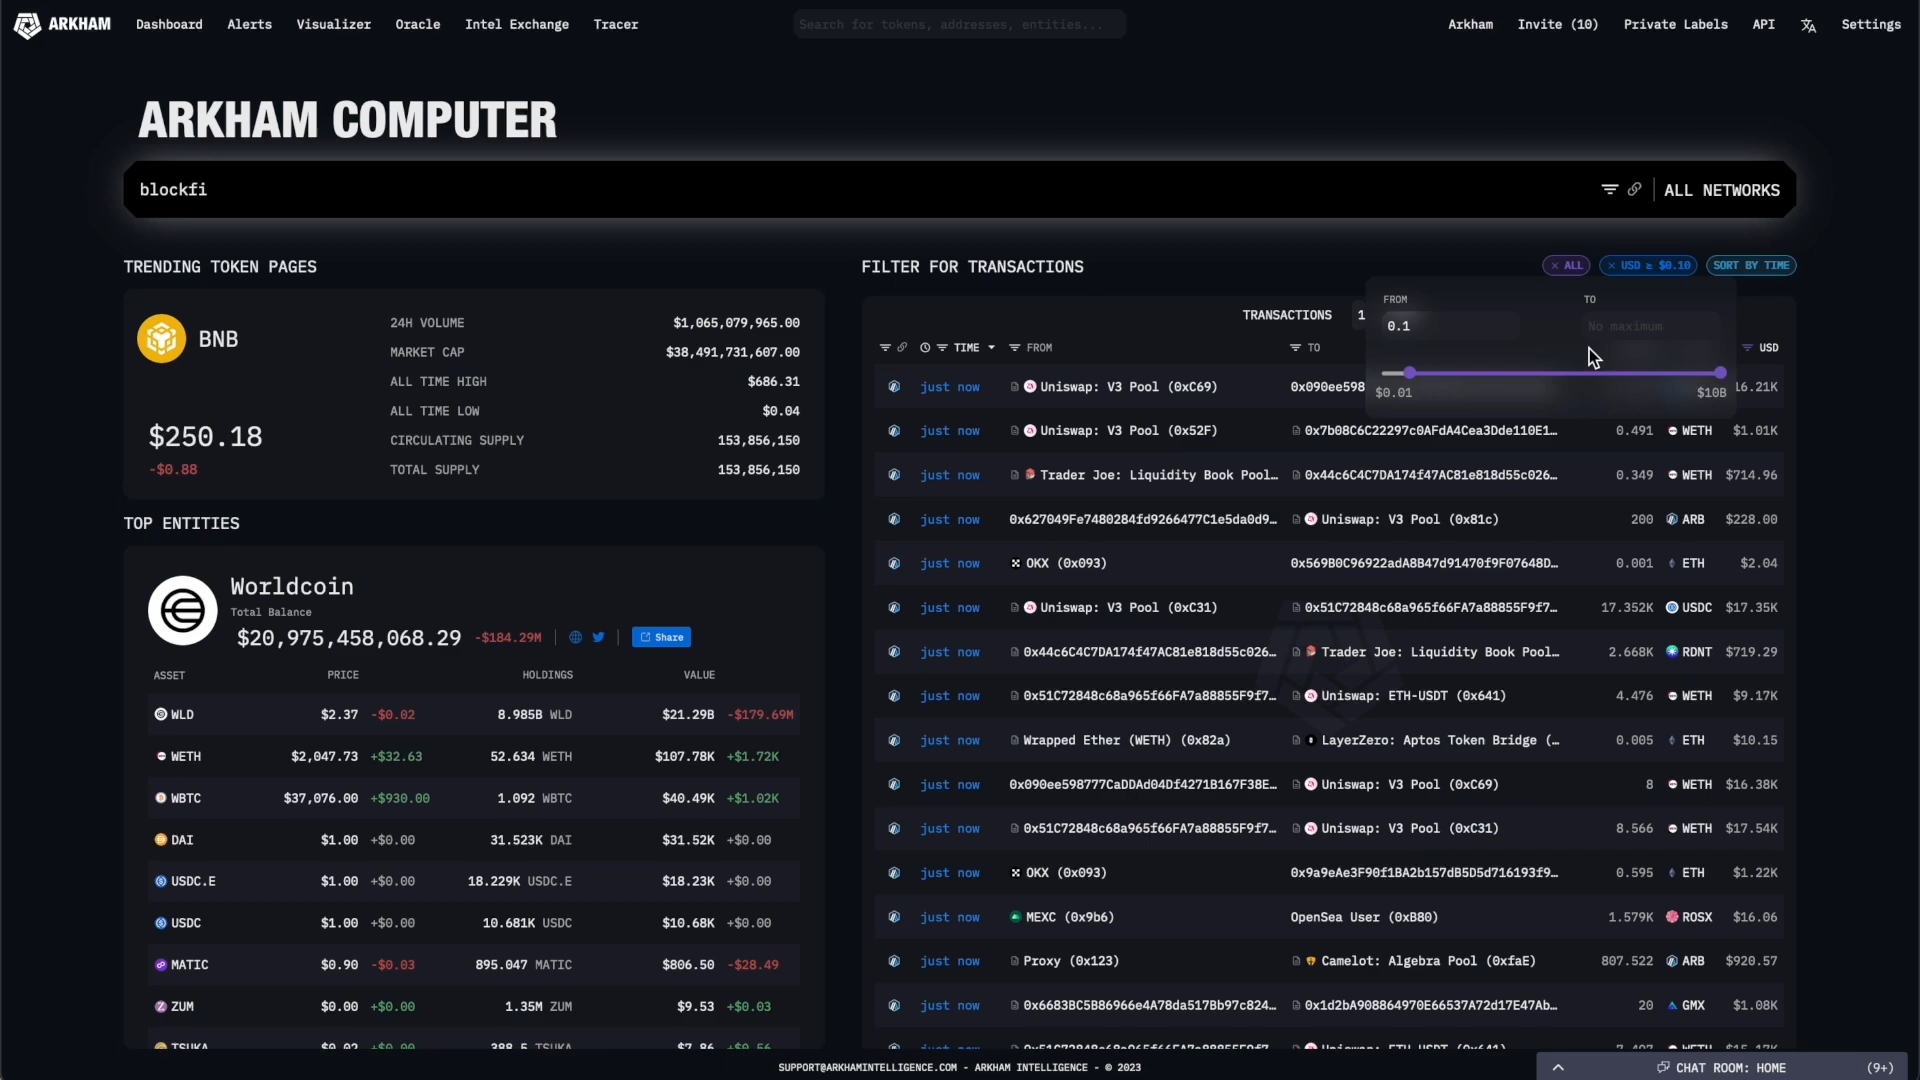 ARKHAM Dashboard Alerts Visualizer Oracle Intel Exchange Tracer Search for tokens, addresses, entities... Arkham Invite (10) Private Labels API Settings
ARKHAM COMPUTER
blockfi ALL NETWORKS
TRENDING TOKEN PAGES
BNB
$250.18
-$0.88
24H VOLUME $1,065,079,965.00
MARKET CAP $38,491,731,607.00
ALL TIME HIGH $686.31
ALL TIME LOW $0.04
CIRCULATING SUPPLY 153,856,150
TOTAL SUPPLY 153,856,150
TOP ENTITIES
Worldcoin
Total Balance
$20,975,458,068.29 -$184.29M Share
ASSET PRICE HOLDINGS VALUE
WLD $2.37 -$0.02 8.985B WLD $21.29B -$179.69M
WETH $2,047.73 +$32.63 52.634 WETH $107.78K +$1.72K
WBTC $37,076.00 +$930.00 1.092 WBTC $40.49K +$1.02K
DAI $1.00 +$0.00 31.523K DAI $31.52K +$0.00
USDC.E $1.00 +$0.00 18.229K USDC.E $18.23K +$0.00
USDC $1.00 +$0.00 10.681K USDC $10.68K +$0.00
MATIC $0.90 -$0.03 895.047 MATIC $806.50 -$28.49
ZUM $0.00 +$0.00 1.35M ZUM $9.53 +$0.03
FILTER FOR TRANSACTIONS × ALL × USD ≥ $0.10 SORT BY TIME
FROM TO
0.1 No maximum
$0.01 $10B
TRANSACTIONS 1
TIME FROM TO USD
just now Uniswap: V3 Pool (0xC69) 0x090ee598 16.21K
just now Uniswap: V3 Pool (0x52F) 0x7b08C6C22297c0AFdA4Cea3Dde110E1… 0.491 WETH $1.01K
just now Trader Joe: Liquidity Book Pool… 0x44c6C4C7DA174f47AC81e818d55c026… 0.349 WETH $714.96
just now 0x627049Fe7480284fd9266477C1e5da0d9… Uniswap: V3 Pool (0x81c) 200 ARB $228.00
just now OKX (0x093) 0x569B0C96922adA8B47d91470f9F07648D… 0.001 ETH $2.04
just now Uniswap: V3 Pool (0xC31) 0x51C72848c68a965f66FA7a88855F9f7… 17.352K USDC $17.35K
just now 0x44c6C4C7DA174f47AC81e818d55c026… Trader Joe: Liquidity Book Pool… 2.668K RDNT $719.29
just now 0x51C72848c68a965f66FA7a88855F9f7… Uniswap: ETH-USDT (0x641) 4.476 WETH $9.17K
just now Wrapped Ether (WETH) (0x82a) LayerZero: Aptos Token Bridge (… 0.005 ETH $10.15
just now 0x090ee598777CaDDAd04Df4271B167F38E… Uniswap: V3 Pool (0xC69) 8 WETH $16.38K
just now 0x51C72848c68a965f66FA7a88855F9f7… Uniswap: V3 Pool (0xC31) 8.566 WETH $17.54K
just now OKX (0x093) 0x9a9eAe3F90f1BA2b157dB5D5d716193f9… 0.595 ETH $1.22K
just now MEXC (0x9b6) OpenSea User (0xB80) 1.579K ROSX $16.06
just now Proxy (0x123) Camelot: Algebra Pool (0xfaE) 807.522 ARB $920.57
just now 0x6683BC5B86966e4A78da517Bb97c824… 0x1d2bA908864970E66537A72d17E47Ab… 20 GMX $1.08K
SUPPORT@ARKHAMINTELLIGENCE.COM - ARKHAM INTELLIGENCE - © 2023
CHAT ROOM: HOME (9+)